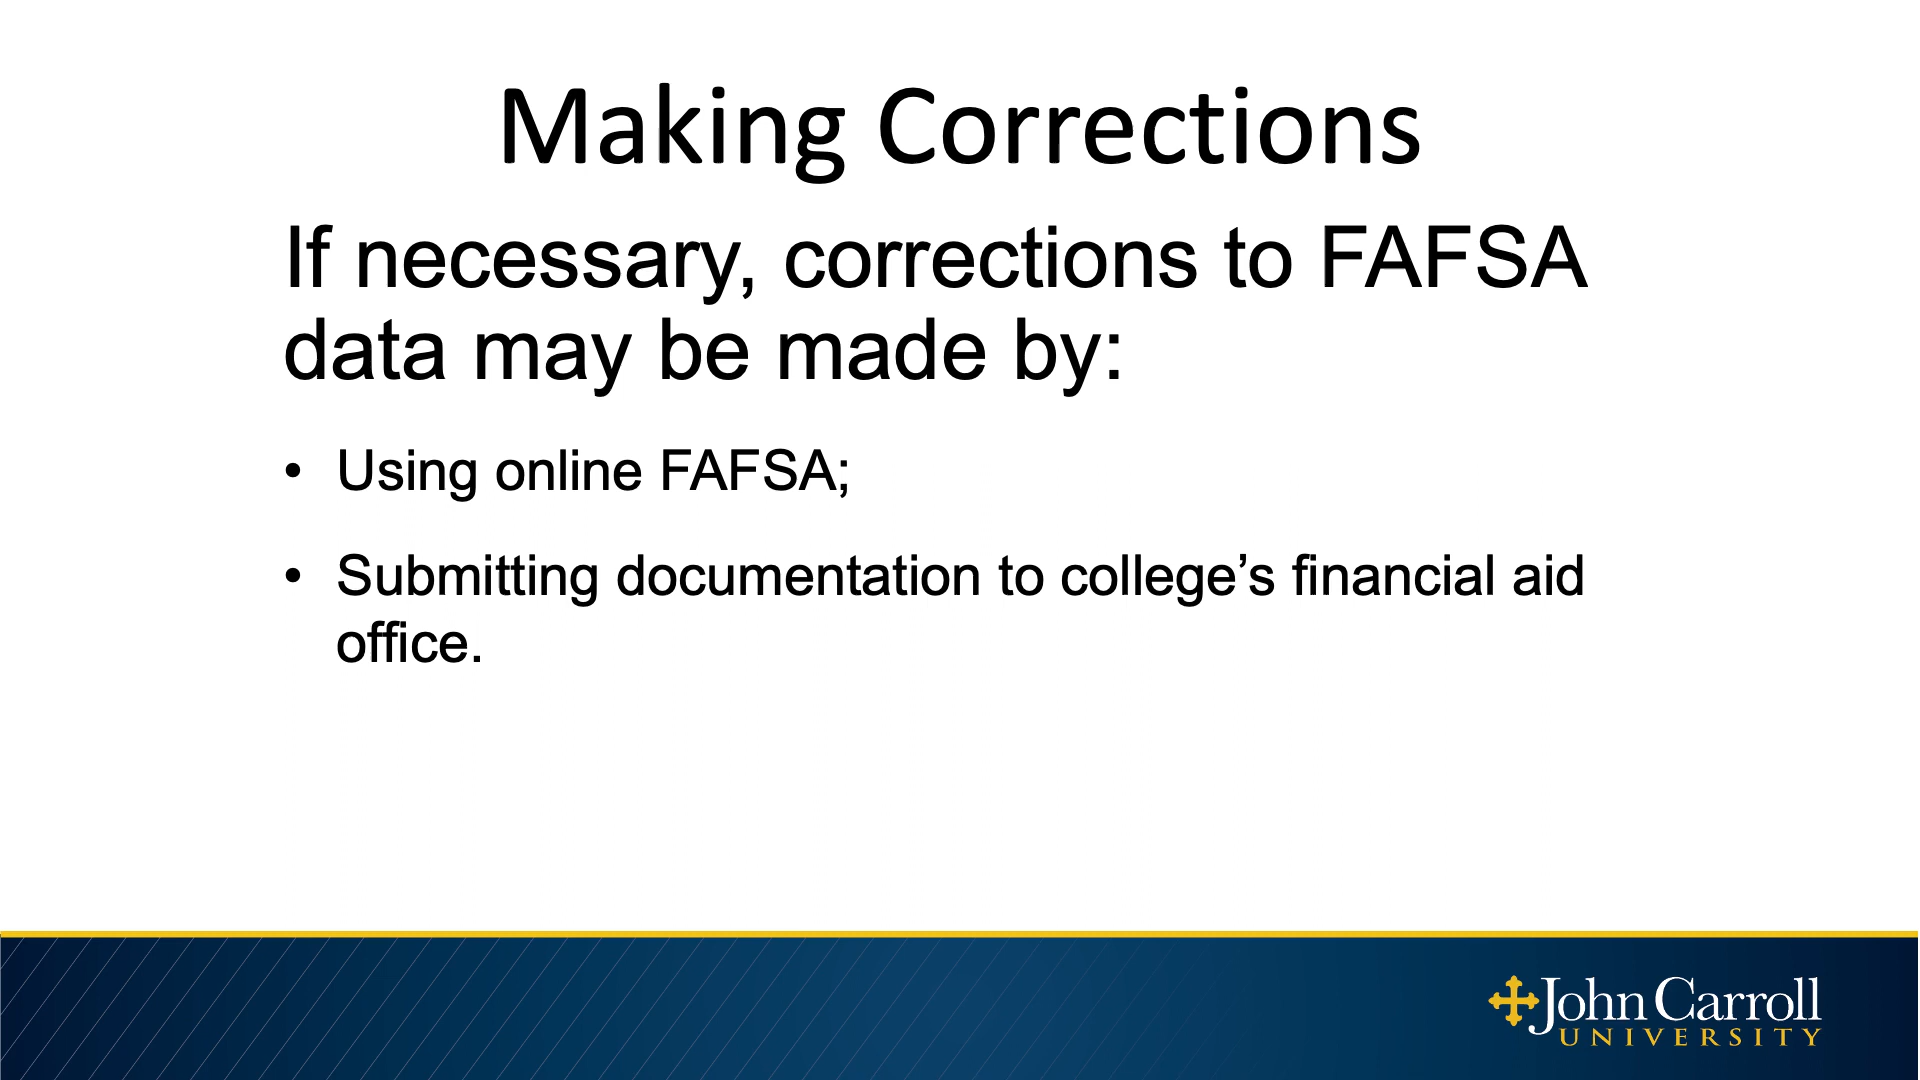 Making Corrections
If necessary, corrections to FAFSA
data may be made by:
• Using online FAFSA;
• Submitting documentation to college’s financial aid
office.
John Carroll
UNIVERSITY